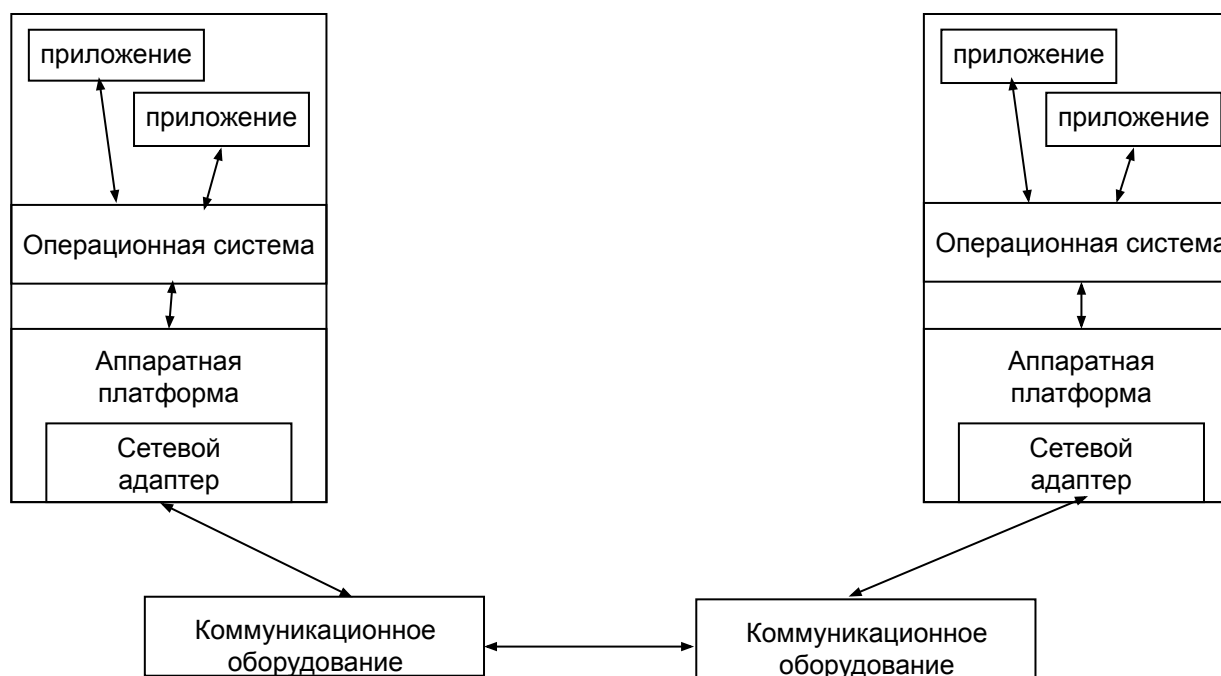 приложение
приложение
Операционная система
Аппаратная
платформа
Сетевой
адаптер
приложение
приложение
Операционная система
Аппаратная
платформа
Сетевой
адаптер
Коммуникационное
оборудование
Коммуникационное
оборудование